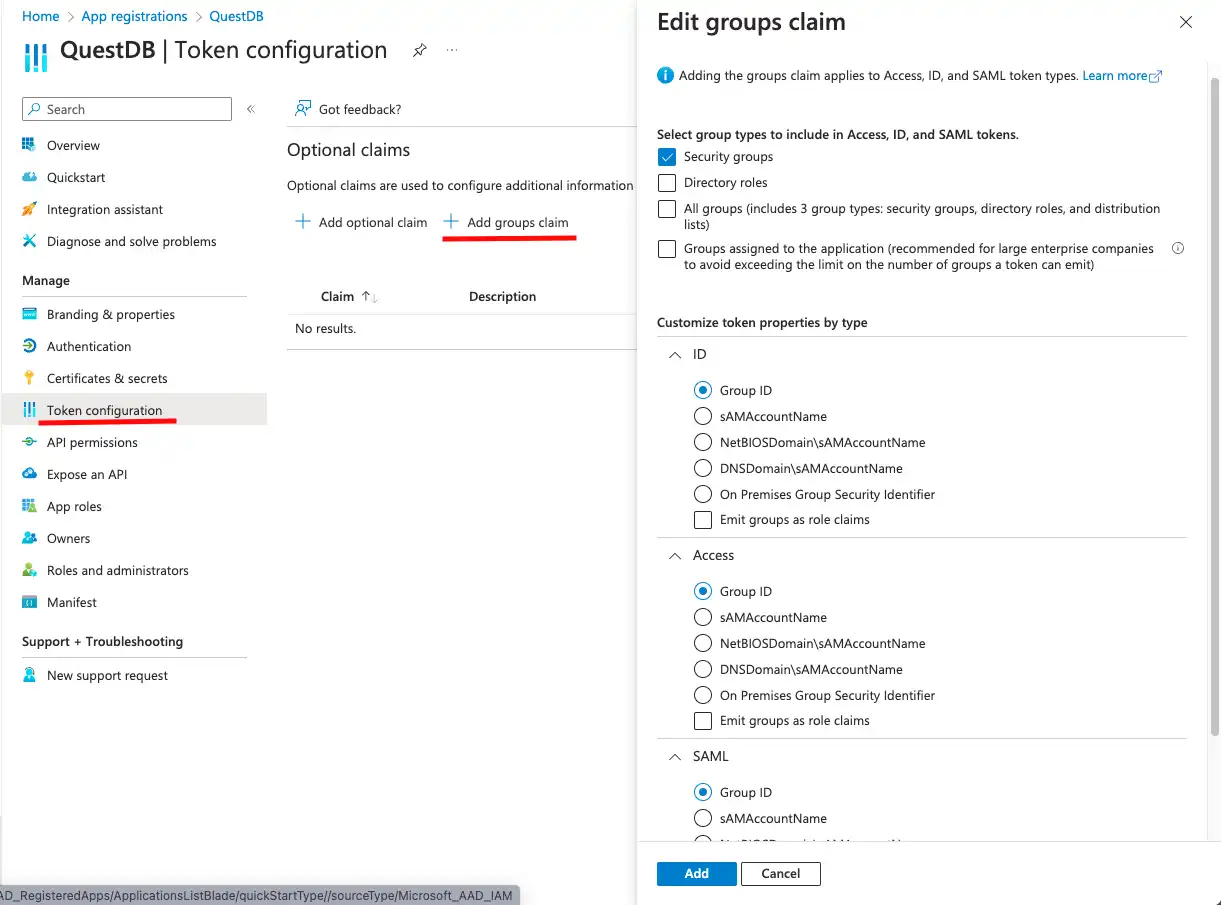 Home > App registrations > QuestDB
QuestDB | Token configuration
Search
Overview
Quickstart
Integration assistant
Diagnose and solve problems
Manage
Branding & properties
Authentication
Certificates & secrets
Token configuration
API permissions
Expose an API
App roles
Owners
Roles and administrators
Manifest
Support + Troubleshooting
New support request
Got feedback?
Optional claims
Optional claims are used to configure additional information
Add optional claim
Add groups claim
Claim Description
No results.
Edit groups claim
Adding the groups claim applies to Access, ID, and SAML token types. Learn more
Select group types to include in Access, ID, and SAML tokens.
Security groups
Directory roles
All groups (includes 3 group types: security groups, directory roles, and distribution
lists)
Groups assigned to the application (recommended for large enterprise companies
to avoid exceeding the limit on the number of groups a token can emit)
Customize token properties by type
ID
Group ID
sAMAccountName
NetBIOSDomain\sAMAccountName
DNSDomain\sAMAccountName
On Premises Group Security Identifier
Emit groups as role claims
Access
Group ID
sAMAccountName
NetBIOSDomain\sAMAccountName
DNSDomain\sAMAccountName
On Premises Group Security Identifier
Emit groups as role claims
SAML
Group ID
sAMAccountName
Add
Cancel
AD_RegisteredApps/ApplicationsListBlade/quickStartType//sourceType/Microsoft_AAD_IAM